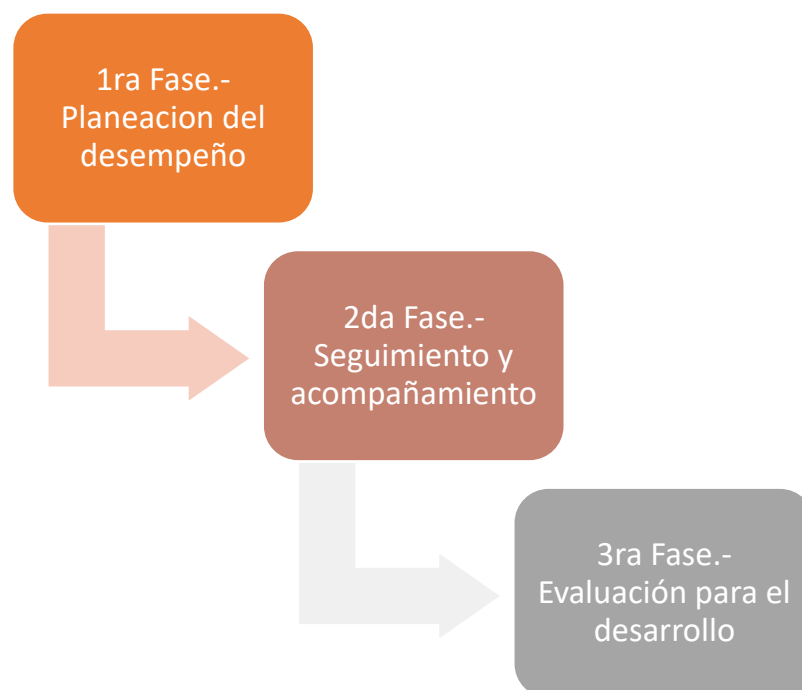 1ra Fase.-
Planeacion del
desempeño
2da Fase.-
Seguimiento y
acompañamiento
3ra Fase.-
Evaluación para el
desarrollo